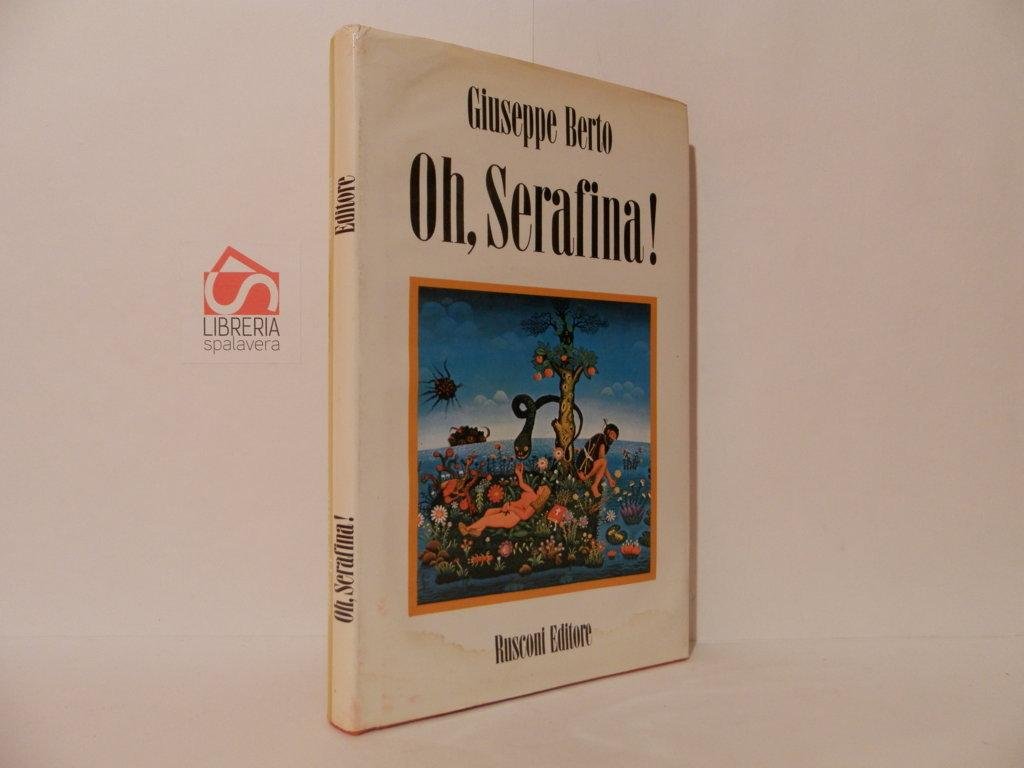 Giuseppe Berto
Oh, Serafina!
Rusconi Editore
Oh, Serafina!
Editore
LIBRERIA
spalavera